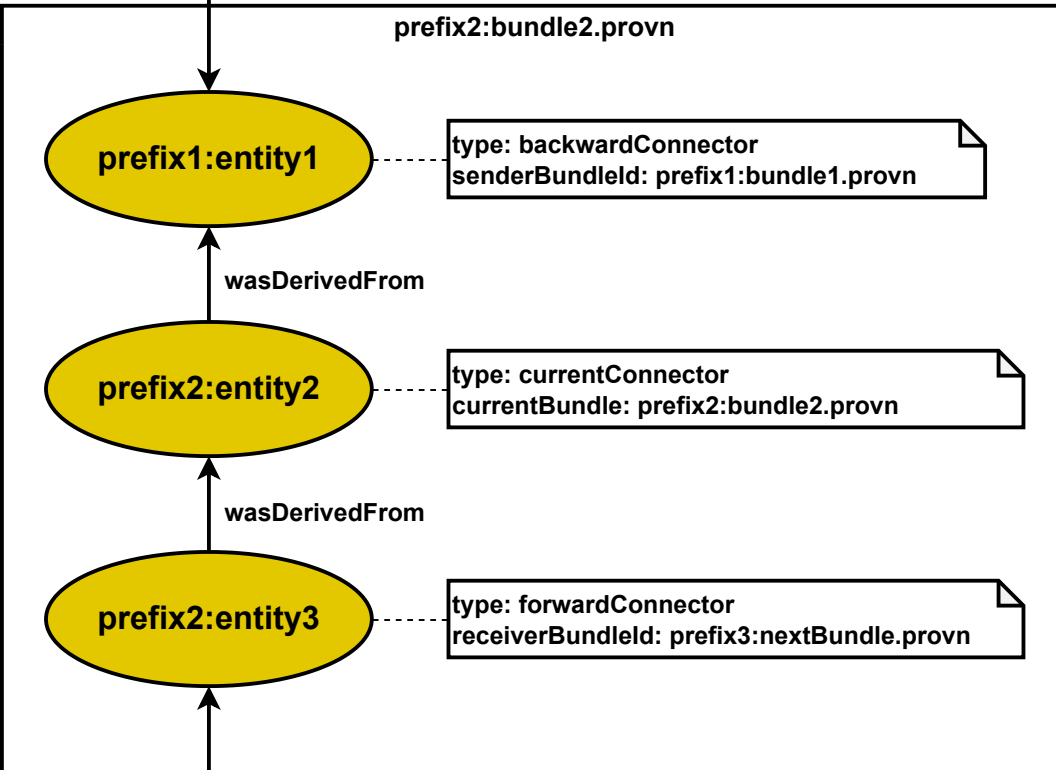 prefix2:bundle2.provn
prefix1:entity1
type: backwardConnector
senderBundleId: prefix1:bundle1.provn
wasDerivedFrom
prefix2:entity2
type: currentConnector
currentBundle: prefix2:bundle2.provn
wasDerivedFrom
prefix2:entity3
type: forwardConnector
receiverBundleId: prefix3:nextBundle.provn